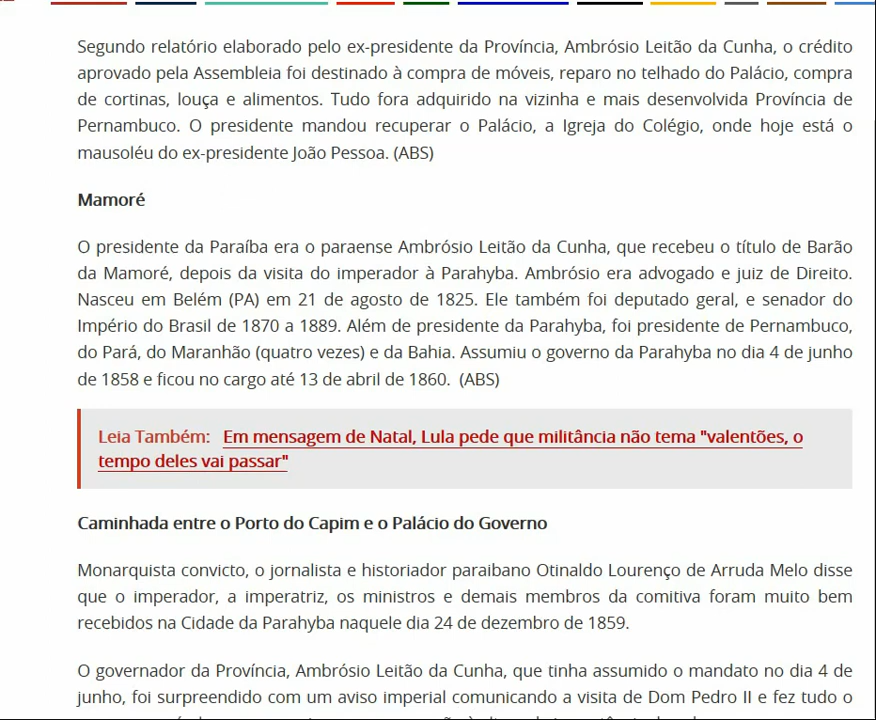 Segundo relatório elaborado pelo ex-presidente da Província, Ambrósio Leitão da Cunha, o crédito
aprovado pela Assembleia foi destinado à compra de móveis, reparo no telhado do Palácio, compra
de cortinas, louça e alimentos. Tudo fora adquirido na vizinha e mais desenvolvida Província de
Pernambuco. O presidente mandou recuperar o Palácio, a Igreja do Colégio, onde hoje está o
mausoléu do ex-presidente João Pessoa. (ABS)
Mamoré
O presidente da Paraíba era o paraense Ambrósio Leitão da Cunha, que recebeu o título de Barão
da Mamoré, depois da visita do imperador à Parahyba. Ambrósio era advogado e juiz de Direito.
Nasceu em Belém (PA) em 21 de agosto de 1825. Ele também foi deputado geral, e senador do
Império do Brasil de 1870 a 1889. Além de presidente da Parahyba, foi presidente de Pernambuco,
do Pará, do Maranhão (quatro vezes) e da Bahia. Assumiu o governo da Parahyba no dia 4 de junho
de 1858 e ficou no cargo até 13 de abril de 1860. (ABS)
Leia Também: Em mensagem de Natal, Lula pede que militância não tema "valentões, o
tempo deles vai passar"
Caminhada entre o Porto do Capim e o Palácio do Governo
Monarquista convicto, o jornalista e historiador paraibano Otinaldo Lourenço de Arruda Melo disse
que o imperador, a imperatriz, os ministros e demais membros da comitiva foram muito bem
recebidos na Cidade da Parahyba naquele dia 24 de dezembro de 1859.
O governador da Província, Ambrósio Leitão da Cunha, que tinha assumido o mandato no dia 4 de
junho, foi surpreendido com um aviso imperial comunicando a visita de Dom Pedro II e fez tudo o